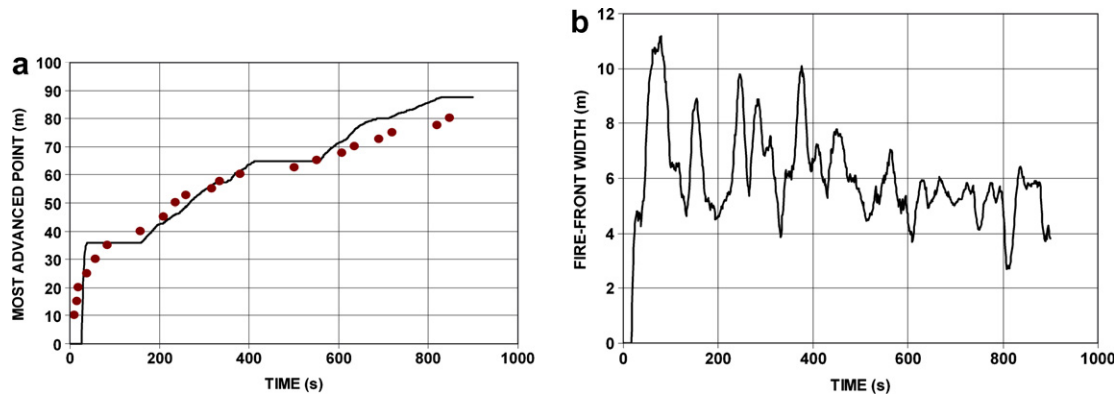 a
MOST ADVANCED POINT (m)
100
90
80
70
60
50
40
30
20
10
0
0 200 400 600 800 1000
TIME (s)
b
FIRE-FRONT WIDTH (m)
12
10
8
6
4
2
0
0 200 400 600 800 1000
TIME (s)